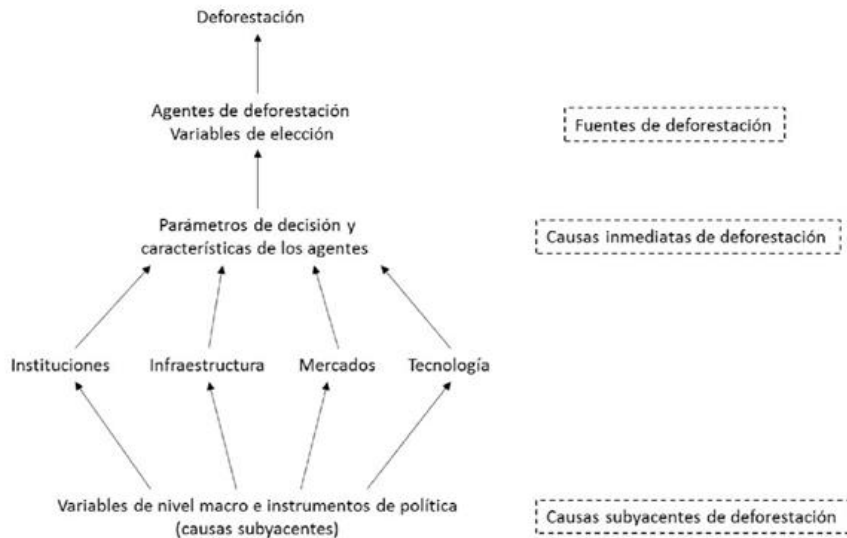 Deforestación
Agentes de deforestación
Variables de elección
Fuentes de deforestación
Parámetros de decisión y
características de los agentes
Causas inmediatas de deforestación
Instituciones
Infraestructura
Mercados
Tecnología
Variables de nivel macro e instrumentos de política
(causas subyacentes)
Causas subyacentes de deforestación